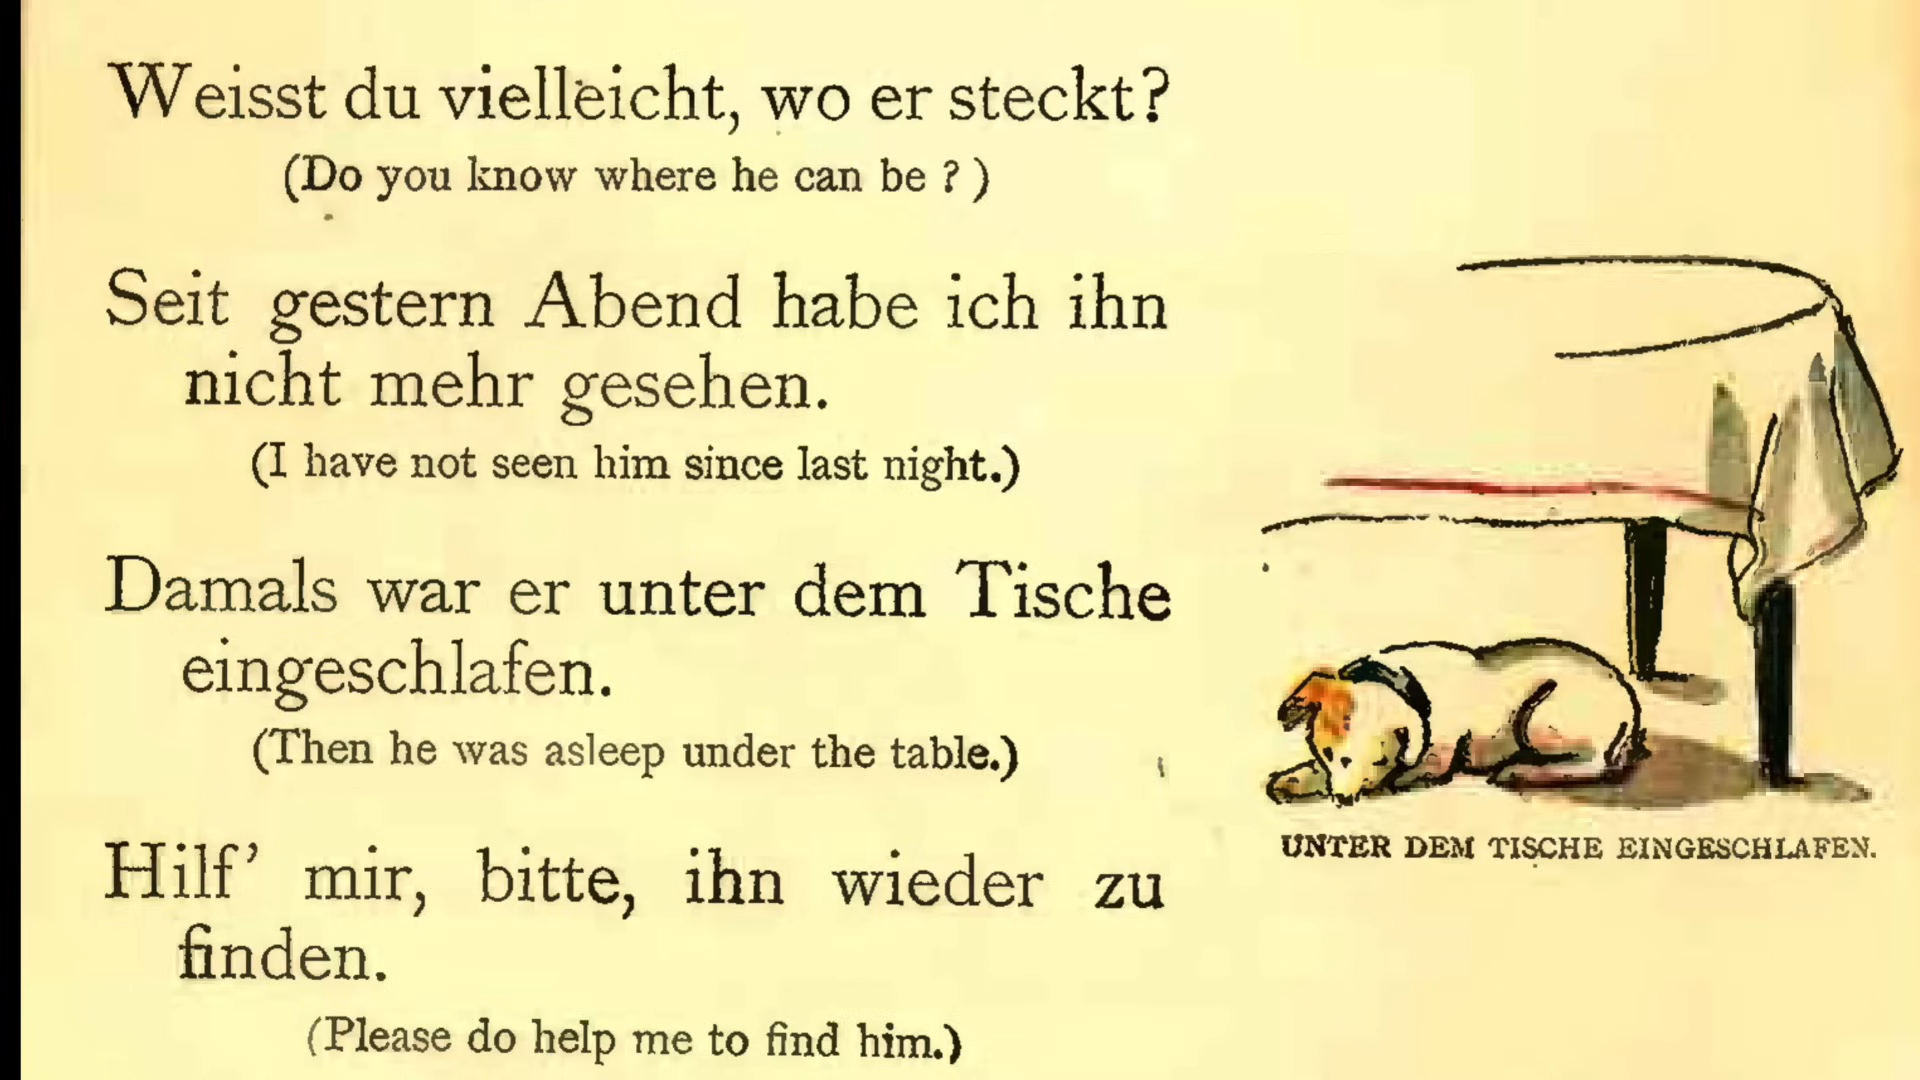 Weisst du vielleicht, wo er steckt?
(Do you know where he can be ? )
Seit gestern Abend habe ich ihn
nicht mehr gesehen.
(I have not seen him since last night.)
Damals war er unter dem Tische
eingeschlafen.
(Then he was asleep under the table.)
UNTER DEM TISCHE EINGESCHLAFEN.
Hilf’ mir, bitte, ihn wieder zu
finden.
(Please do help me to find him.)